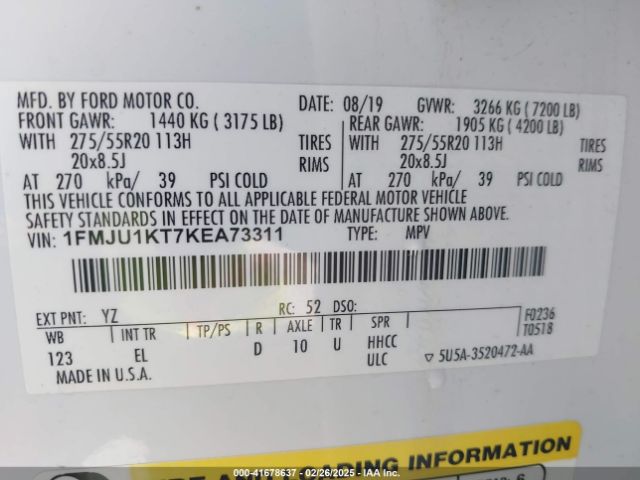 MFD. BY FORD MOTOR CO. DATE: 08/19 GVWR: 3266 KG (7200 LB)
FRONT GAWR: 1440 KG (3175 LB) REAR GAWR: 1905 KG (4200 LB)
WITH 275/55R20 113H TIRES 275/55R20 113H TIRES
20x8.5J RIMS 20x8.5J RIMS
AT 270 kPa/ 39 PSI COLD AT 270 kPa/ 39 PSI COLD
THIS VEHICLE CONFORMS TO ALL APPLICABLE FEDERAL MOTOR VEHICLE
SAFETY STANDARDS IN EFFECT ON THE DATE OF MANUFACTURE SHOWN ABOVE.
VIN: 1FMJU1KT7KEA73311 TYPE: MPV
EXT PNT: YZ RC: 52 DSO: F0236
WB INT TR TP/PS R AXLE TR SPR T0518
123 EL D 10 U HHCC
ULC ▽ 5U5A-3520472-AA
MADE IN U.S.A.
AND LOADING INFORMATION
000-41678637 - 02/26/2025 - COPART